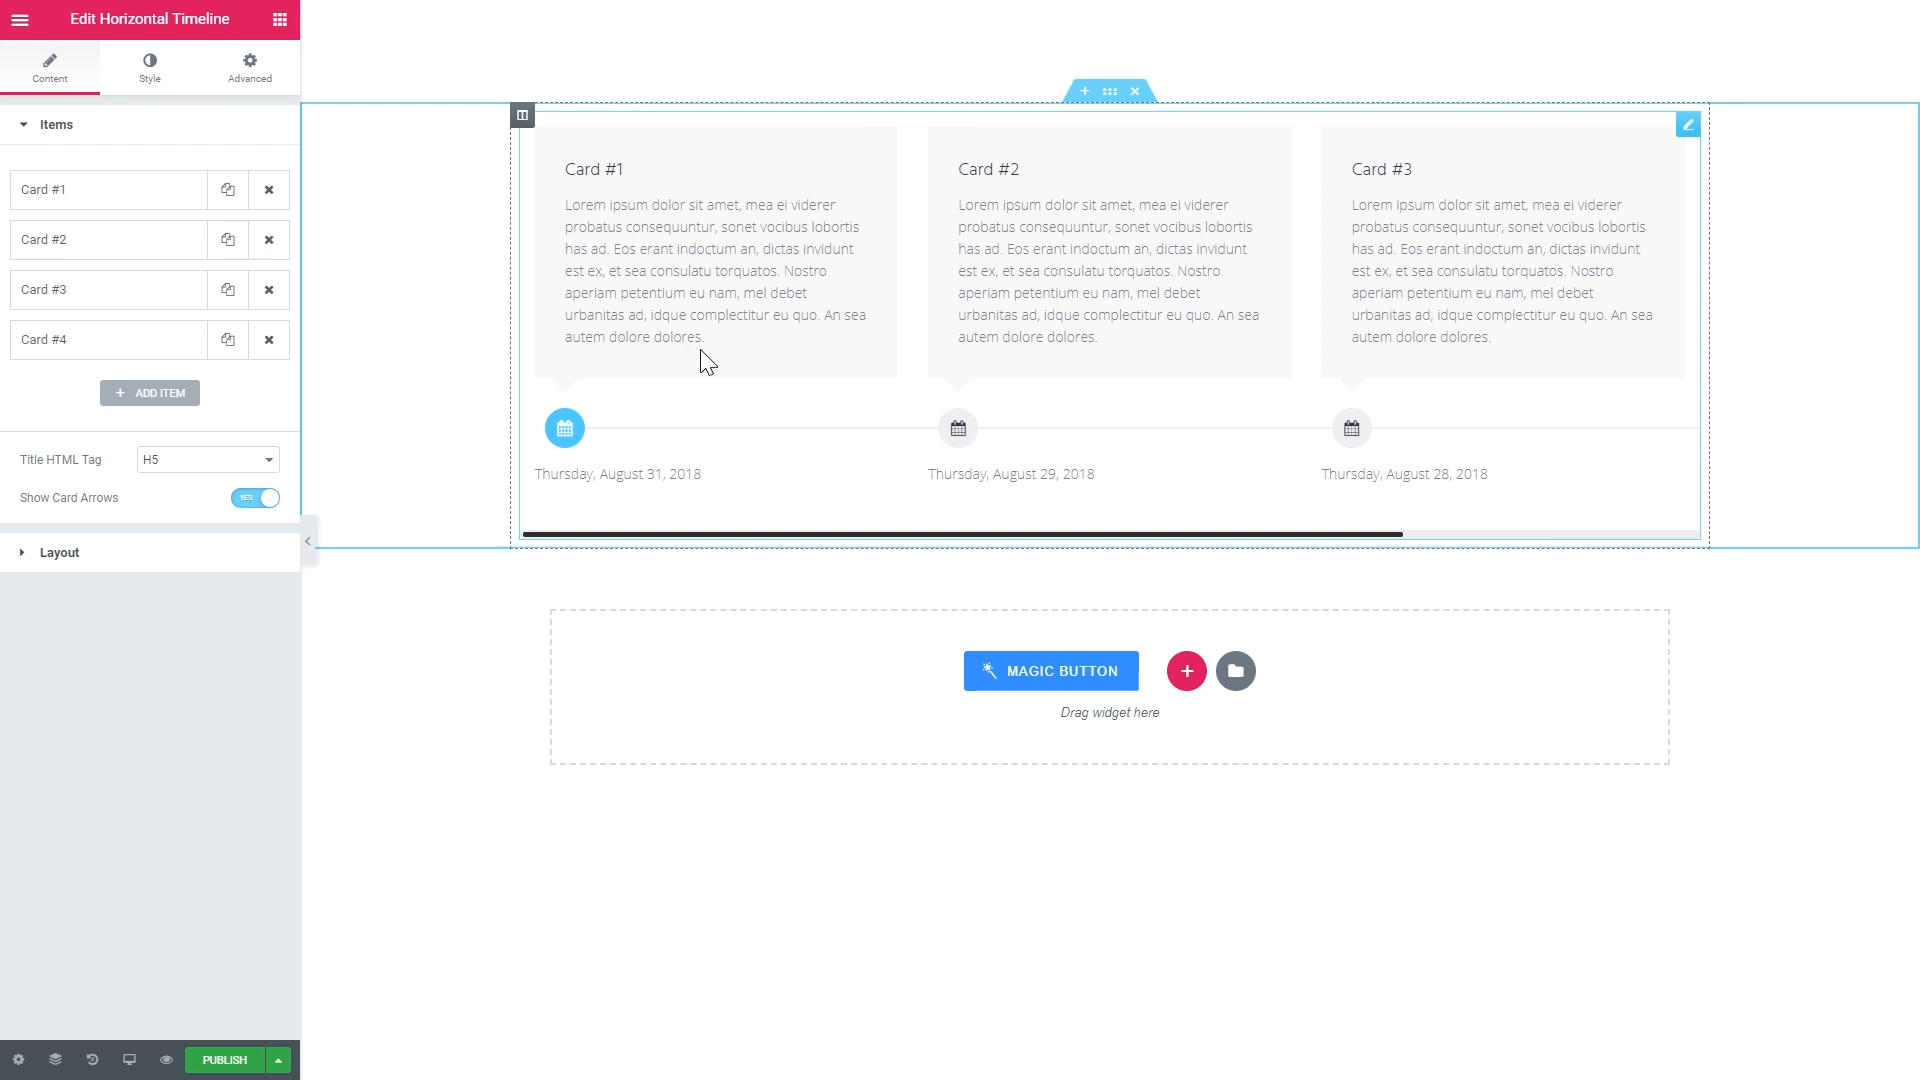 Edit Horizontal Timeline
Content
Style
Advanced
Items
Card #1
Card #2
Card #3
Card #4
ADD ITEM
Title HTML Tag
H5
Show Card Arrows
YES
Layout
PUBLISH
Card #1
Lorem ipsum dolor sit amet, mea ei viderer
probatus consequuntur, sonet vocibus lobortis
has ad. Eos erant indoctum an, dictas invidunt
est ex, et sea consulatu torquatos. Nostro
aperiam petentium eu nam, mel debet
urbanitas ad, idque complectitur eu quo. An sea
autem dolore dolores.
Thursday, August 31, 2018
Card #2
Lorem ipsum dolor sit amet, mea ei viderer
probatus consequuntur, sonet vocibus lobortis
has ad. Eos erant indoctum an, dictas invidunt
est ex, et sea consulatu torquatos. Nostro
aperiam petentium eu nam, mel debet
urbanitas ad, idque complectitur eu quo. An sea
autem dolore dolores.
Thursday, August 29, 2018
Card #3
Lorem ipsum dolor sit amet, mea ei viderer
probatus consequuntur, sonet vocibus lobortis
has ad. Eos erant indoctum an, dictas invidunt
est ex, et sea consulatu torquatos. Nostro
aperiam petentium eu nam, mel debet
urbanitas ad, idque complectitur eu quo. An sea
autem dolore dolores.
Thursday, August 28, 2018
MAGIC BUTTON
Drag widget here